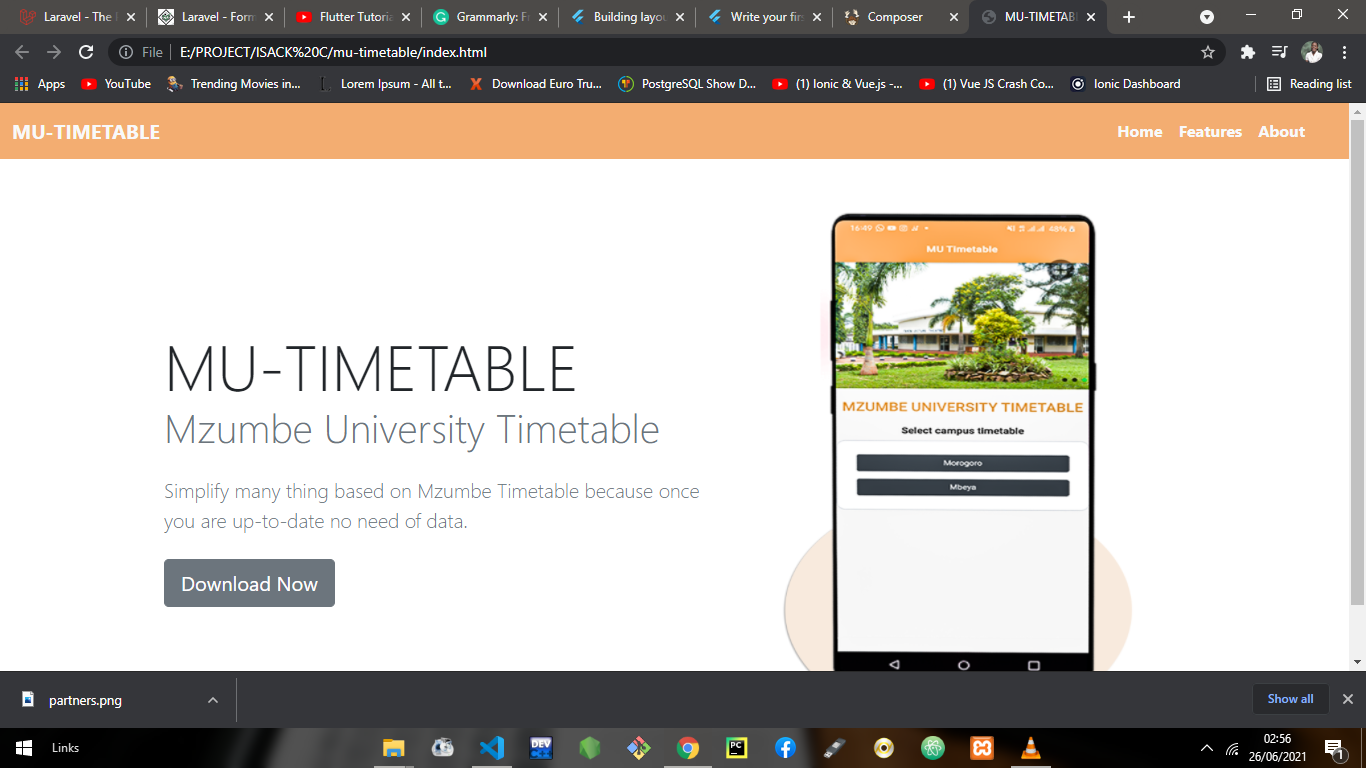 Laravel - The
Laravel - Form
Flutter Tutoria
Grammarly: Fr
Building layou
Write your firs
Composer
MU-TIMETABL
File
E:/PROJECT/ISACK%20C/mu-timetable/index.html
Apps
YouTube
Trending Movies in...
Lorem Ipsum - All t...
Download Euro Tru...
PostgreSQL Show D...
(1) Ionic & Vue.js -...
(1) Vue JS Crash Co...
Ionic Dashboard
Reading list
MU-TIMETABLE
Home
Features
About
16:49
48%
MU Timetable
MU-TIMETABLE
Mzumbe University Timetable
Simplify many thing based on Mzumbe Timetable because once
you are up-to-date no need of data.
Download Now
MZUMBE UNIVERSITY TIMETABLE
Select campus timetable
Morogoro
Mbeya
partners.png
Show all
Links
DEV
PC
02:56
26/06/2021
1